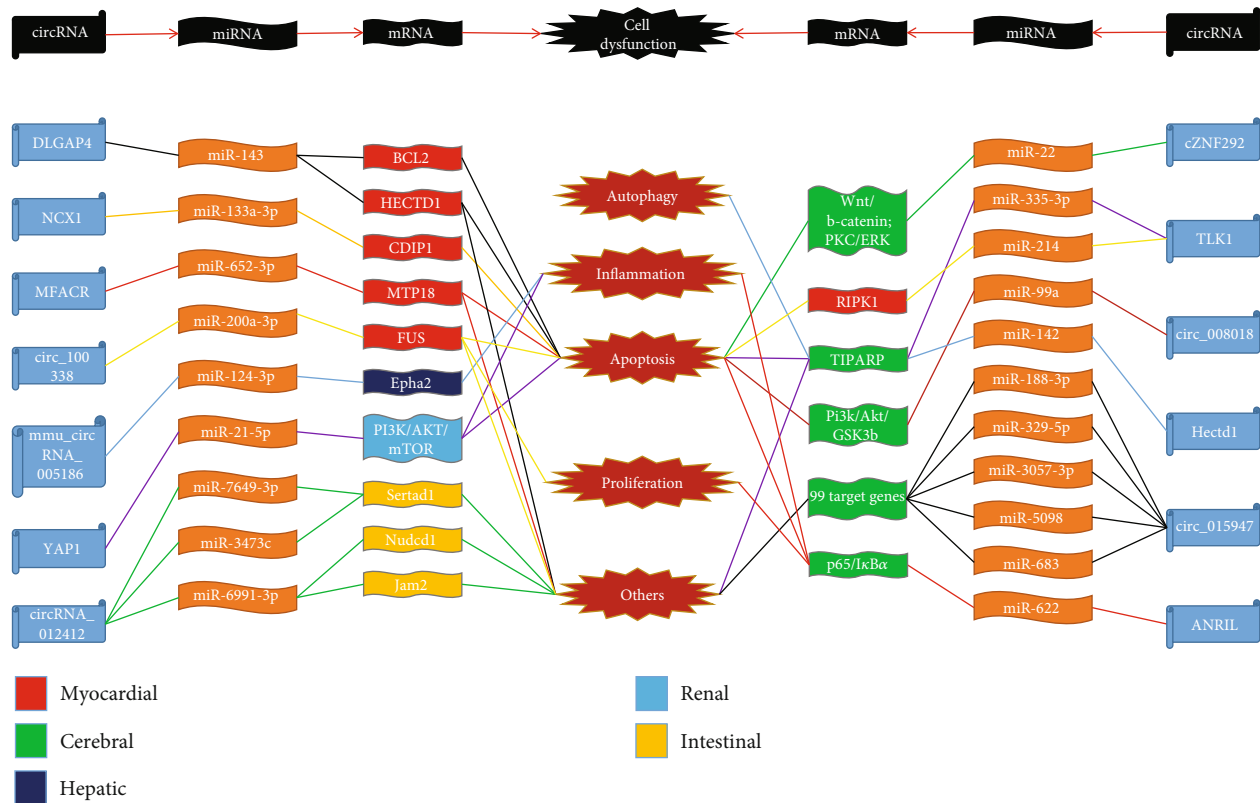 circRNA
miRNA
mRNA
Cell
dysfunction
mRNA
miRNA
circRNA
DLGAP4
NCX1
MFACR
circ_100
338
mmu_circ
RNA_
005186
YAP1
circRNA_
012412
miR-143
miR-133a-3p
miR-652-3p
miR-200a-3p
miR-124-3p
miR-21-5p
miR-7649-3p
miR-3473c
miR-6991-3p
BCL2
HECTD1
CDIP1
MTP18
FUS
Epha2
PI3K/AKT/
mTOR
Sertad1
Nudcd1
Jam2
Autophagy
Inflammation
Apoptosis
Proliferation
Others
Wnt/
b-catenin;
PKC/ERK
RIPK1
TIPARP
Pi3k/Akt/
GSK3b
99 target genes
p65/IκBα
miR-22
miR-335-3p
miR-214
miR-99a
miR-142
miR-188-3p
miR-329-5p
miR-3057-3p
miR-5098
miR-683
miR-622
cZNF292
TLK1
circ_008018
Hectd1
circ_015947
ANRIL
Myocardial
Cerebral
Hepatic
Renal
Intestinal